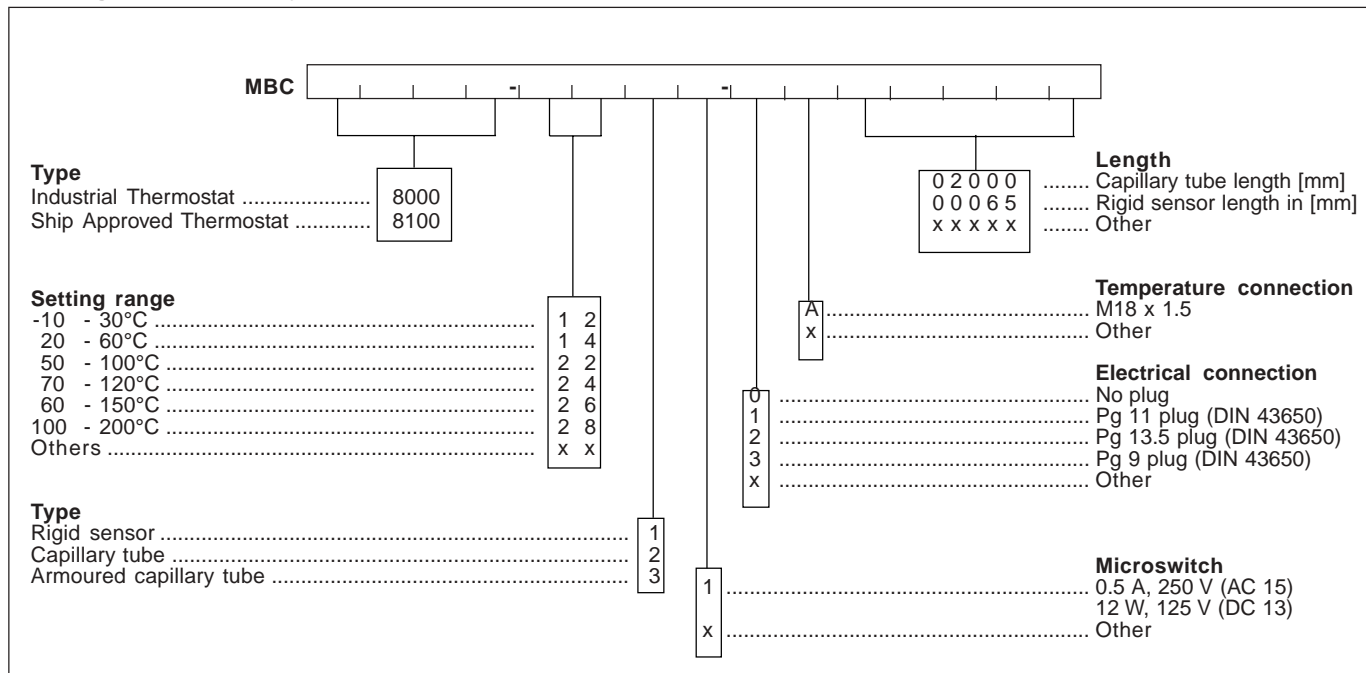 MBC - -
Type
Industrial Thermostat ...................... 8000
Ship Approved Thermostat ............. 8100
Length
0 2 0 0 0 ........ Capillary tube length [mm]
0 0 0 6 5 ........ Rigid sensor length in [mm]
x x x x x ........ Other
Setting range
-10 - 30°C ........ 1 2
20 - 60°C ........ 1 4
50 - 100°C ........ 2 2
70 - 120°C ........ 2 4
60 - 150°C ........ 2 6
100 - 200°C ........ 2 8
Others ........ x x
Temperature connection
A ........ M18 x 1.5
x ........ Other
Electrical connection
0 ........ No plug
1 ........ Pg 11 plug (DIN 43650)
2 ........ Pg 13.5 plug (DIN 43650)
3 ........ Pg 9 plug (DIN 43650)
x ........ Other
Type
Rigid sensor ........ 1
Capillary tube ........ 2
Armoured capillary tube ........ 3
Microswitch
1 ........ 0.5 A, 250 V (AC 15)
12 W, 125 V (DC 13)
x ........ Other